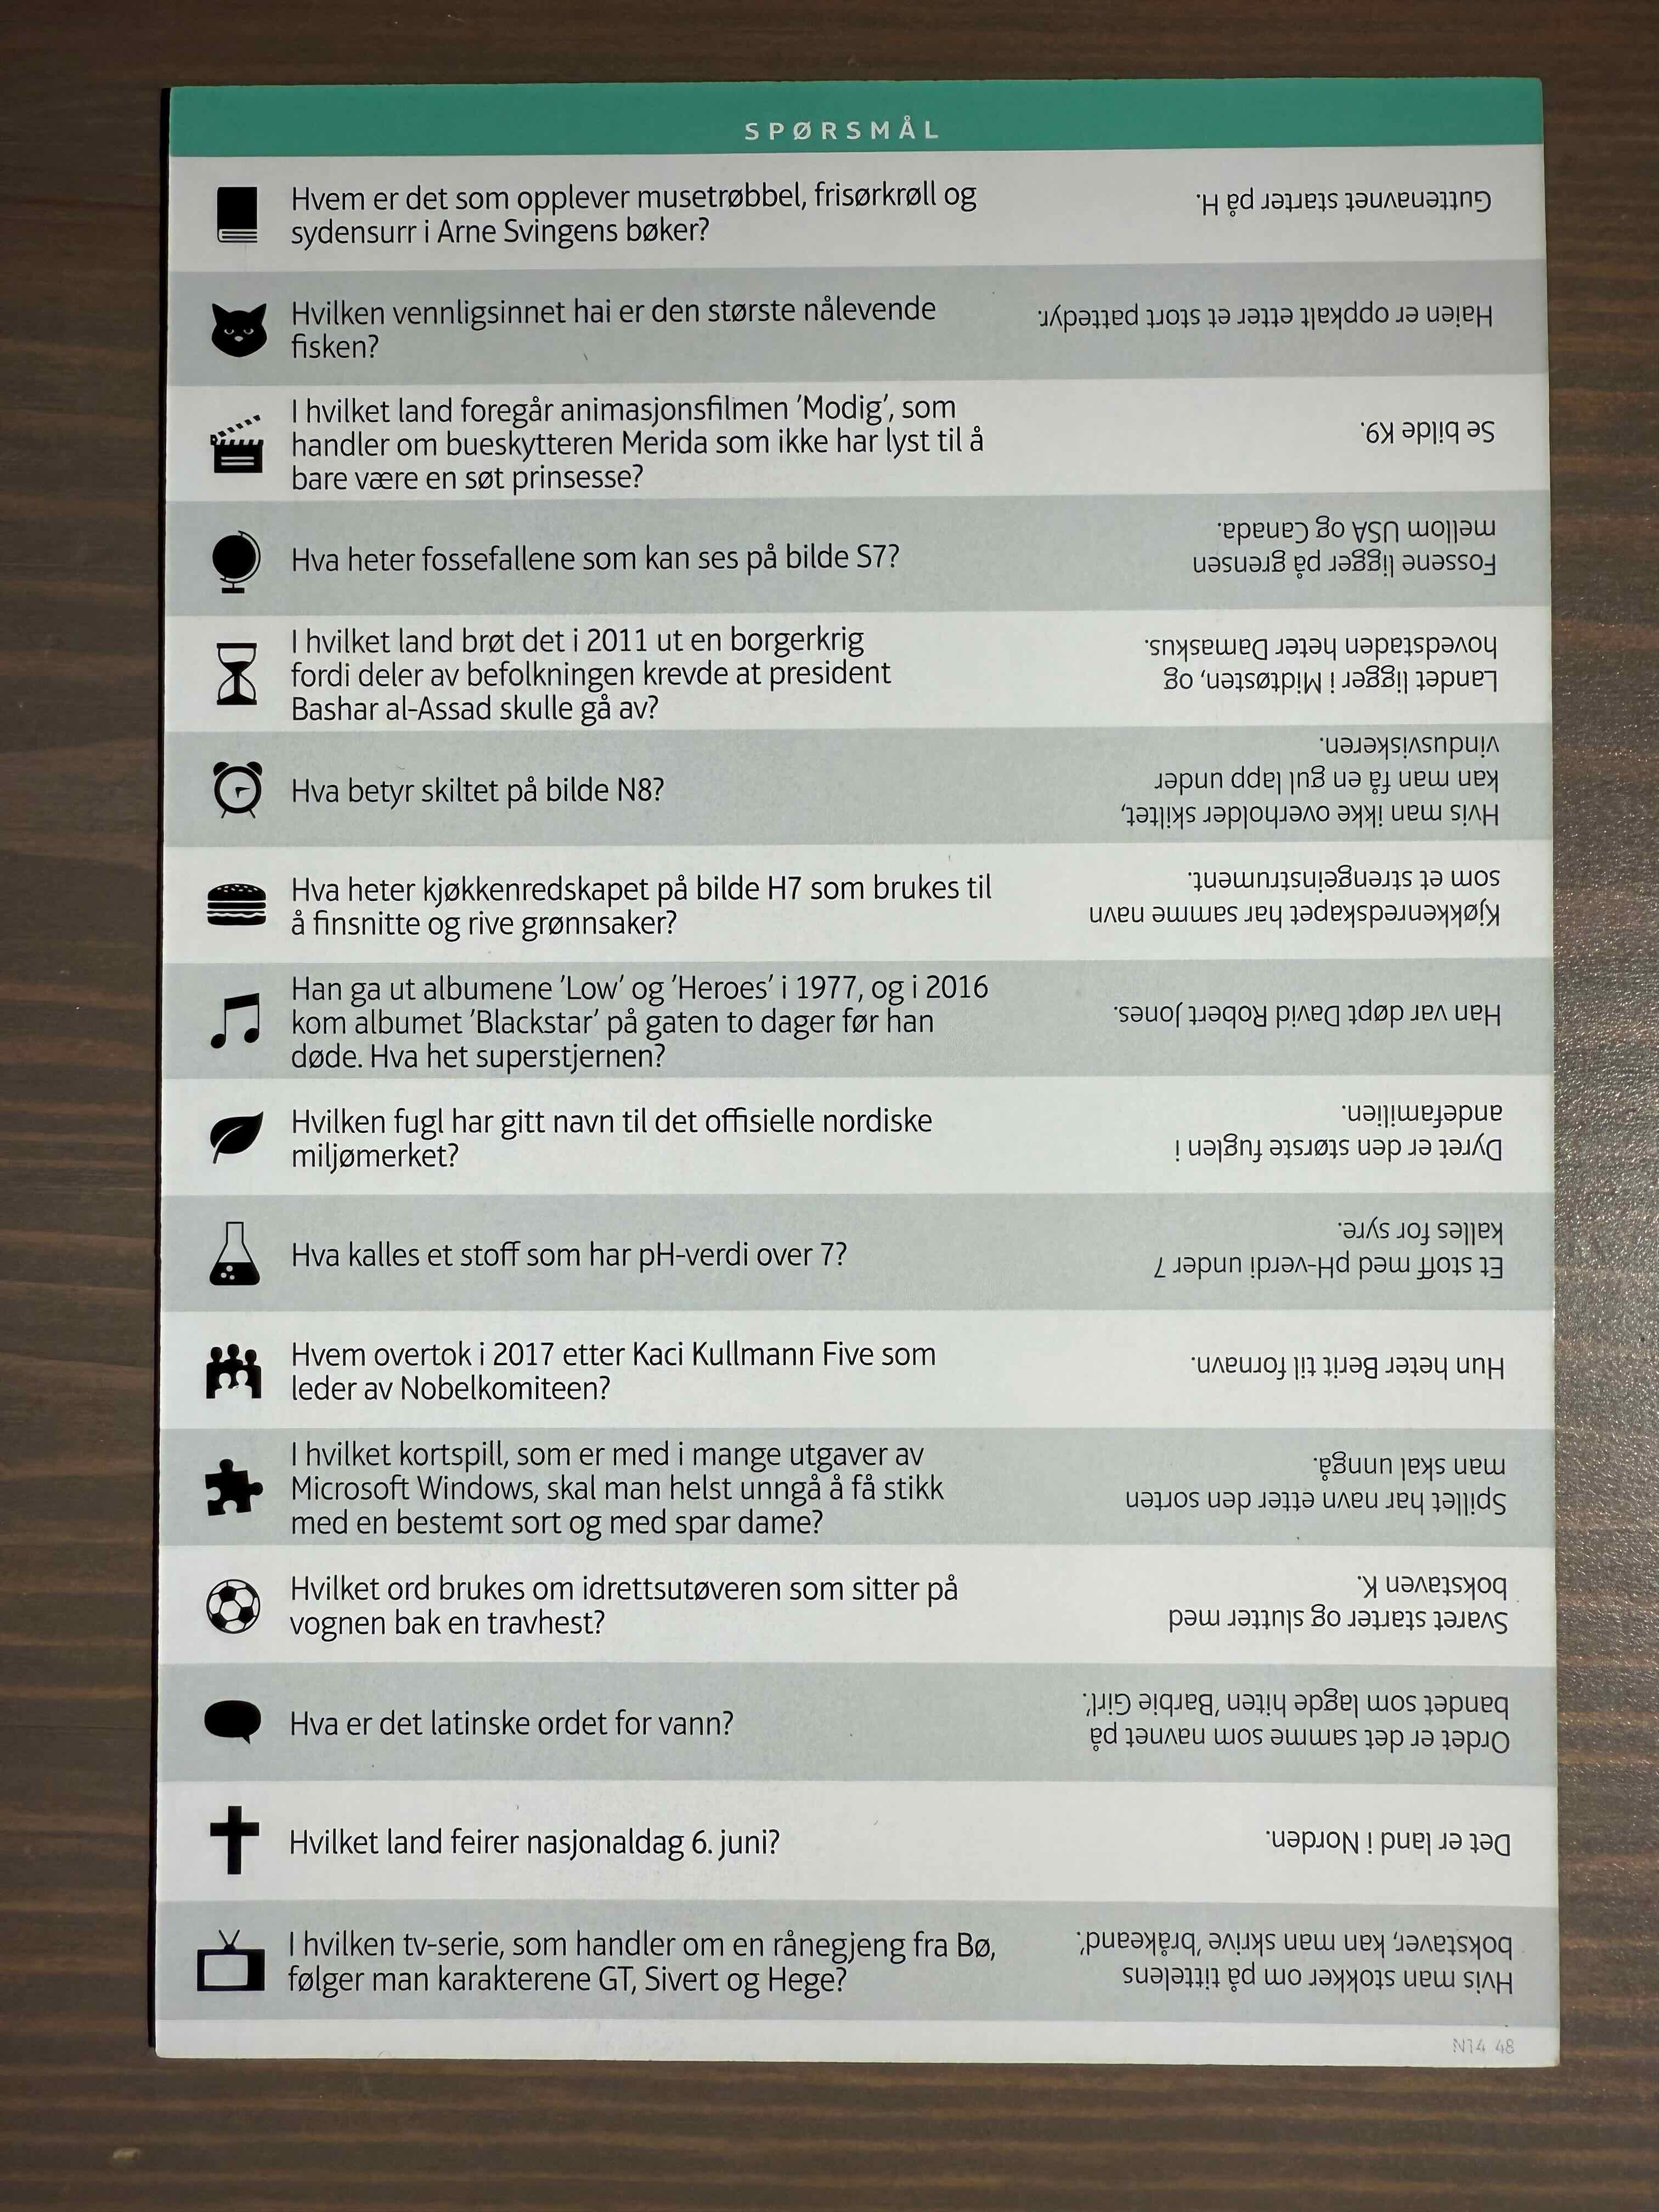 SPØRSMÅL
Hvem er det som opplever musetrøbbel, frisørkrøll og
sydensurr i Arne Svingens bøker?
Guttenavnet starter på H.
Hvilken vennligsinnet hai er den største nålevende
fisken?
Haien er oppkalt etter et stort pattedyr.
I hvilket land foregår animasjonsfilmen ’Modig’, som
handler om bueskytteren Merida som ikke har lyst til å
bare være en søt prinsesse?
Se bilde K9.
Hva heter fossefallene som kan ses på bilde S7?
Fossene ligger på grensen
mellom USA og Canada.
I hvilket land brøt det i 2011 ut en borgerkrig
fordi deler av befolkningen krevde at president
Bashar al-Assad skulle gå av?
Landet ligger i Midtøsten, og
hovedstaden heter Damaskus.
Hva betyr skiltet på bilde N8?
Hvis man ikke overholder skiltet,
kan man få en gul lapp under
vindusviskeren.
Hva heter kjøkkenredskapet på bilde H7 som brukes til
å finsnitte og rive grønnsaker?
Kjøkkenredskapet har samme navn
som et strengeinstrument.
Han ga ut albumene ’Low’ og ’Heroes’ i 1977, og i 2016
kom albumet ’Blackstar’ på gaten to dager før han
døde. Hva het superstjernen?
Han var døpt David Robert Jones.
Hvilken fugl har gitt navn til det offisielle nordiske
miljømerket?
Dyret er den største fuglen i
andefamilien.
Hva kalles et stoff som har pH-verdi over 7?
Et stoff med pH-verdi under 7
kalles for syre.
Hvem overtok i 2017 etter Kaci Kullmann Five som
leder av Nobelkomiteen?
Hun heter Berit til fornavn.
I hvilket kortspill, som er med i mange utgaver av
Microsoft Windows, skal man helst unngå å få stikk
med en bestemt sort og med spar dame?
Spillet har navn etter den sorten
man skal unngå.
Hvilket ord brukes om idrettsutøveren som sitter på
vognen bak en travhest?
Svaret starter og slutter med
bokstaven K.
Hva er det latinske ordet for vann?
Ordet er det samme som navnet på
bandet som lagde hiten ’Barbie Girl’.
Hvilket land feirer nasjonaldag 6. juni?
Det er land i Norden.
I hvilken tv-serie, som handler om en rånegjeng fra Bø,
følger man karakterene GT, Sivert og Hege?
Hvis man stokker om på tittelens
bokstaver, kan man skrive ’bråkeand’.
N14 48